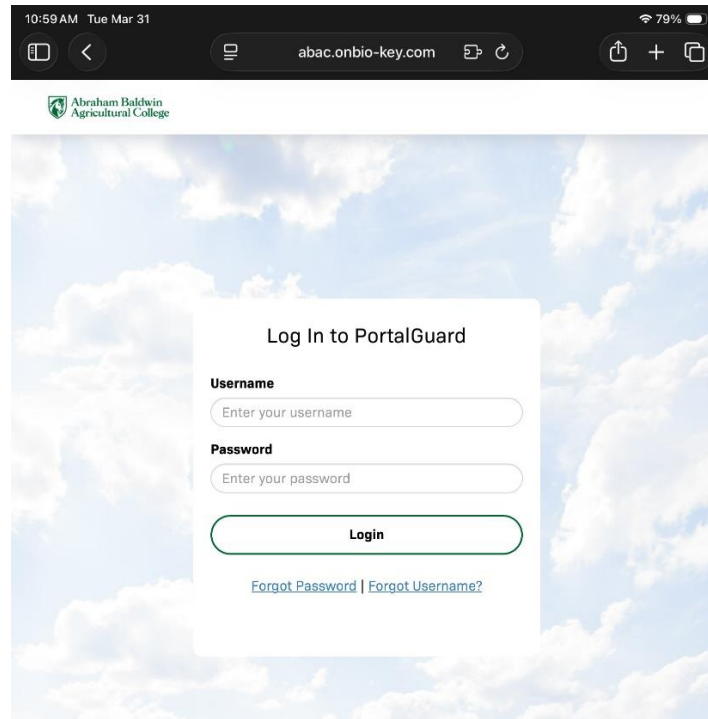 10:59 AM Tue Mar 31
79%
abac.onbio-key.com
Abraham Baldwin
Agricultural College
Log In to PortalGuard
Username
Enter your username
Password
Enter your password
Login
Forgot Password | Forgot Username?